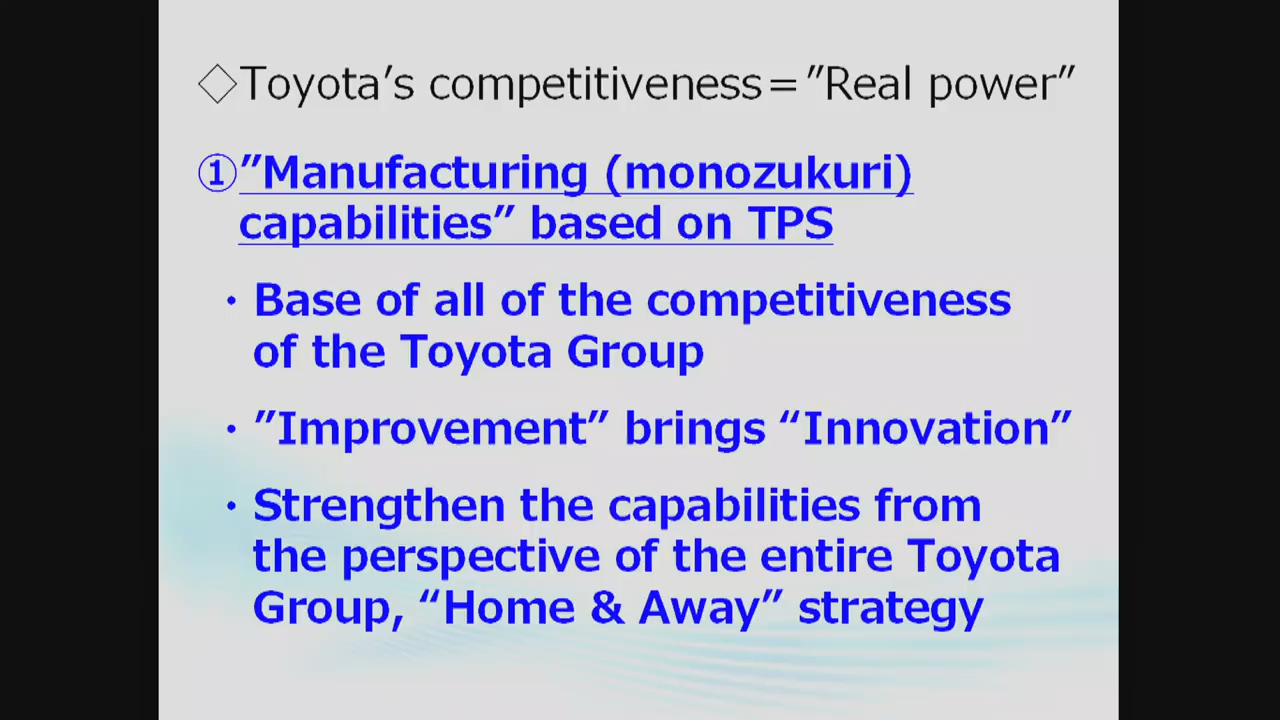 ◇Toyota’s competitiveness=”Real power”
①”Manufacturing (monozukuri)
capabilities” based on TPS
・Base of all of the competitiveness
of the Toyota Group
・”Improvement” brings “Innovation”
・Strengthen the capabilities from
the perspective of the entire Toyota
Group, “Home & Away” strategy